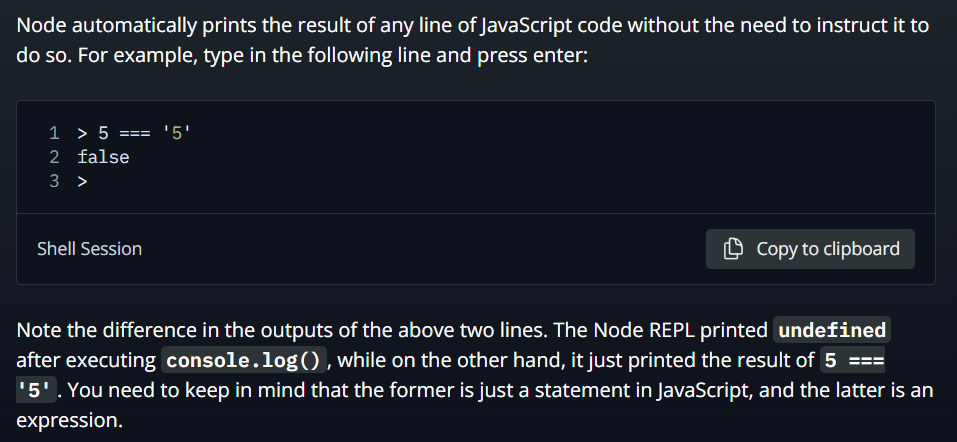 Node automatically prints the result of any line of JavaScript code without the need to instruct it to
do so. For example, type in the following line and press enter:
1 > 5 === '5'
2 false
3 >
Shell Session
Copy to clipboard
Note the difference in the outputs of the above two lines. The Node REPL printed undefined
after executing console.log(), while on the other hand, it just printed the result of 5 ===
'5'. You need to keep in mind that the former is just a statement in JavaScript, and the latter is an
expression.